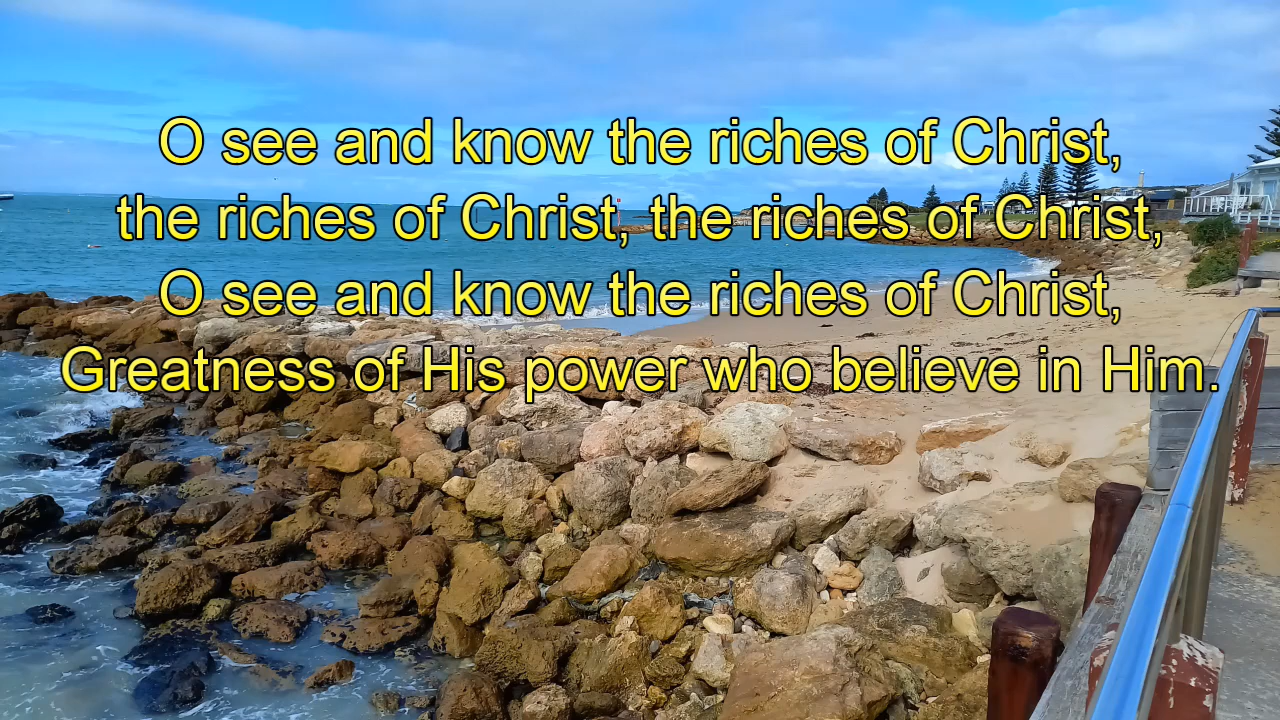 O see and know the riches of Christ,
the riches of Christ, the riches of Christ,
O see and know the riches of Christ,
Greatness of His power who believe in Him.